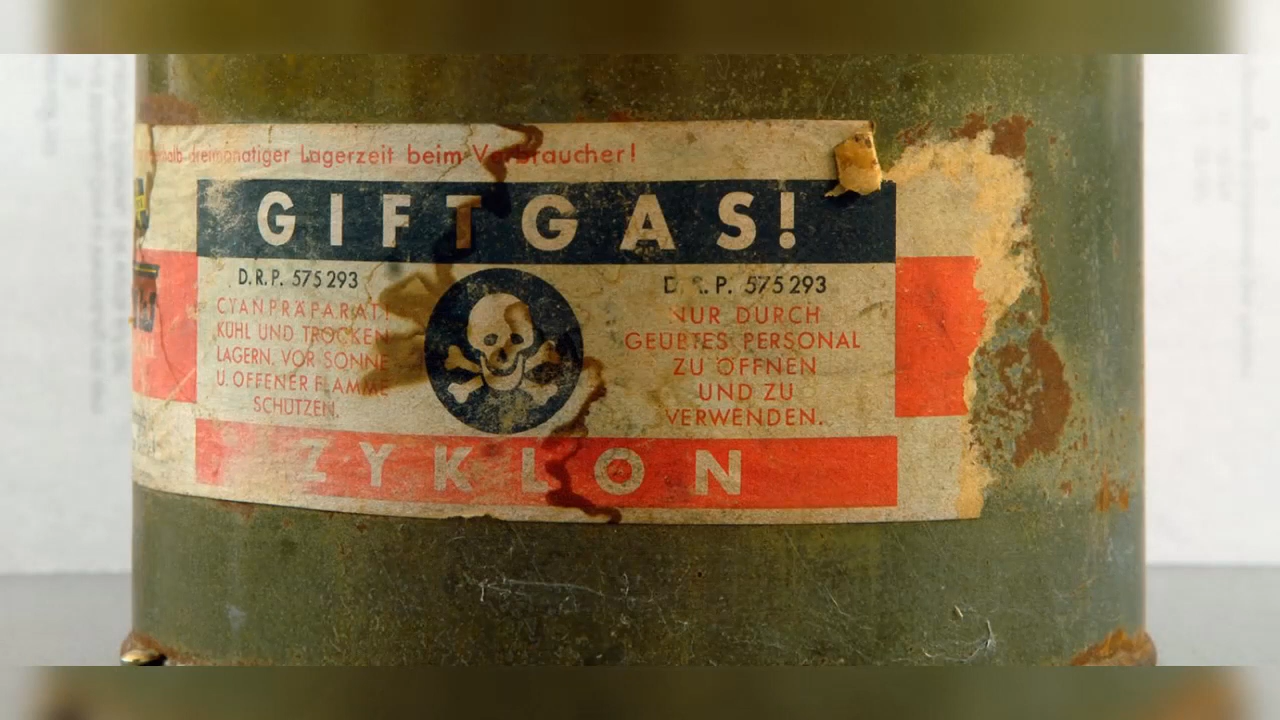 dreimonatiger Lagerzeit beim Verbraucher!
GIFTGAS!
D.R.P. 575 293
CYANPRÄPARAT!
KÜHL UND TROCKEN
LAGERN. VOR SONNE
U. OFFENER FLAMME
SCHÜTZEN.
D.R.P. 575 293
NUR DURCH
GEÜBTES PERSONAL
ZU ÖFFNEN
UND ZU
VERWENDEN.
ZYKLON